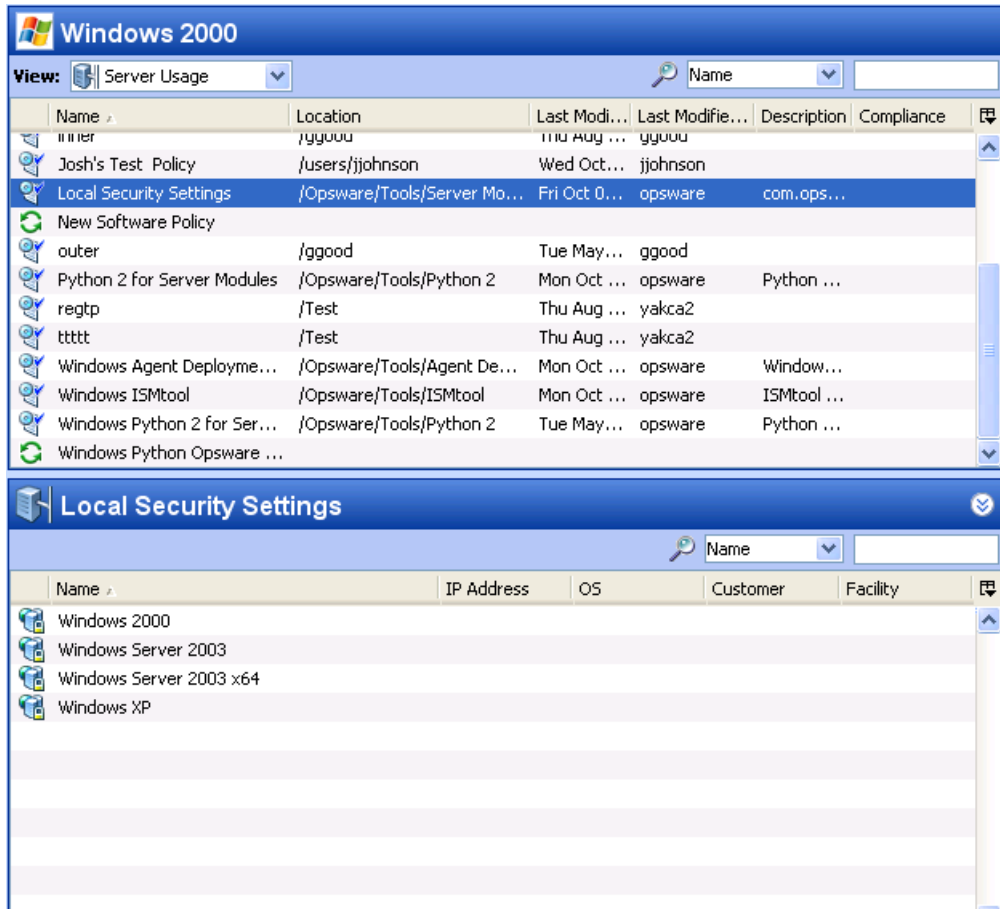 Windows 2000
View: Server Usage Name
Name Location Last Modi... Last Modifie... Description Compliance
inner /ggood Thu Aug ... ggood
Josh's Test Policy /users/jjohnson Wed Oct... jjohnson
Local Security Settings /Opsware/Tools/Server Mo... Fri Oct 0... opsware com.ops...
New Software Policy
outer /ggood Tue May... ggood
Python 2 for Server Modules /Opsware/Tools/Python 2 Mon Oct ... opsware Python ...
regtp /Test Thu Aug ... yakca2
ttttt /Test Thu Aug ... yakca2
Windows Agent Deployme... /Opsware/Tools/Agent De... Mon Oct ... opsware Window...
Windows ISMtool /Opsware/Tools/ISMtool Mon Oct ... opsware ISMtool ...
Windows Python 2 for Ser... /Opsware/Tools/Python 2 Tue May... opsware Python ...
Windows Python Opsware ...
Local Security Settings
Name
Name IP Address OS Customer Facility
Windows 2000
Windows Server 2003
Windows Server 2003 x64
Windows XP